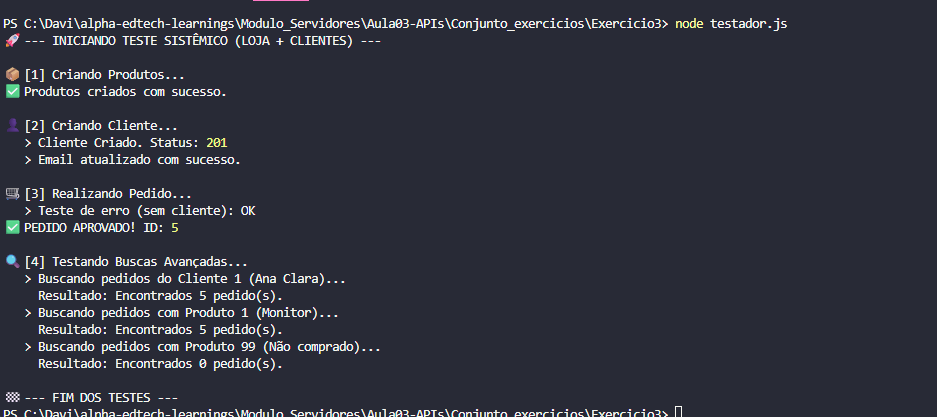 PS C:\Davi\alpha-edtech-learnings\Modulo_Servidores\Aula03-APIs\Conjunto_exercicios\Exercicio3> node testador.js
🚀 --- INICIANDO TESTE SISTÊMICO (LOJA + CLIENTES) ---
📦 [1] Criando Produtos...
✅ Produtos criados com sucesso.
👤 [2] Criando Cliente...
> Cliente Criado. Status: 201
> Email atualizado com sucesso.
🛒 [3] Realizando Pedido...
> Teste de erro (sem cliente): OK
✅ PEDIDO APROVADO! ID: 5
🔍 [4] Testando Buscas Avançadas...
> Buscando pedidos do Cliente 1 (Ana Clara)...
Resultado: Encontrados 5 pedido(s).
> Buscando pedidos com Produto 1 (Monitor)...
Resultado: Encontrados 5 pedido(s).
> Buscando pedidos com Produto 99 (Não comprado)...
Resultado: Encontrados 0 pedido(s).
🏁 --- FIM DOS TESTES ---
PS C:\Davi\alpha-edtech-learnings\Modulo_Servidores\Aula03-APIs\Conjunto_exercicios\Exercicio3>